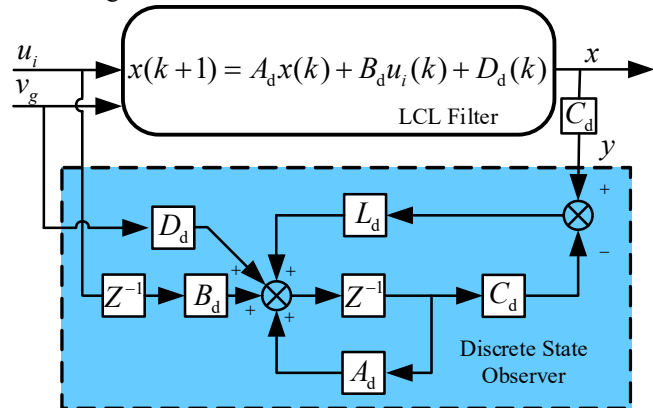 u_i
v_g
x(k+1) = A_d x(k) + B_d u_i(k) + D_d(k)
LCL Filter
x
C_d
y
+
L_d
−
D_d
+
+
Z^{-1}
B_d
+
Z^{-1}
C_d
+
A_d
Discrete State
Observer